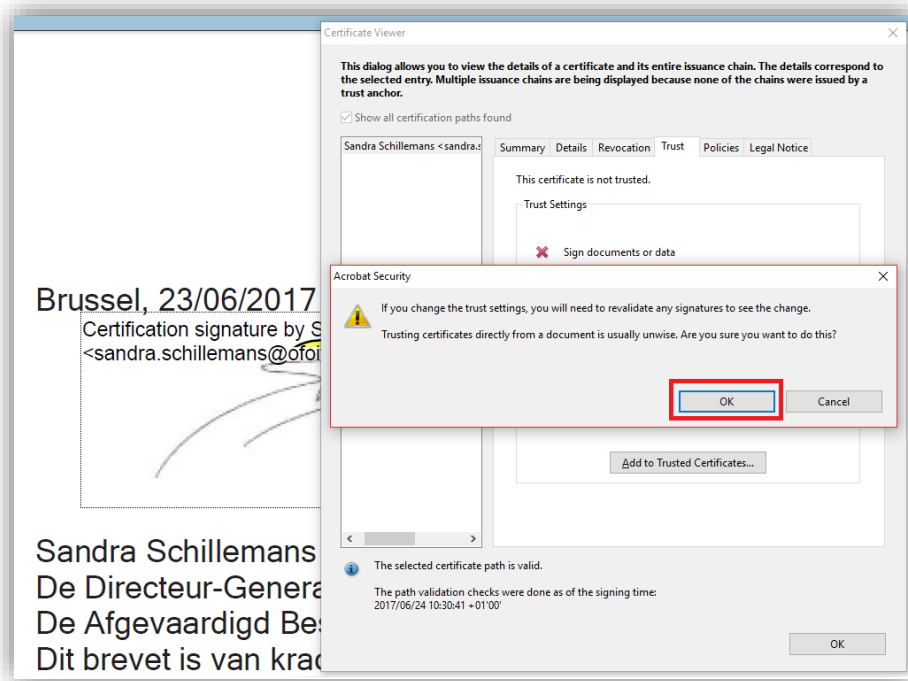 Certificate Viewer
This dialog allows you to view the details of a certificate and its entire issuance chain. The details correspond to
the selected entry. Multiple issuance chains are being displayed because none of the chains were issued by a
trust anchor.
Show all certification paths found
Sandra Schillemans <sandra.s
Summary Details Revocation Trust Policies Legal Notice
This certificate is not trusted.
Trust Settings
Sign documents or data
Acrobat Security
If you change the trust settings, you will need to revalidate any signatures to see the change.
Trusting certificates directly from a document is usually unwise. Are you sure you want to do this?
OK Cancel
Add to Trusted Certificates...
The selected certificate path is valid.
The path validation checks were done as of the signing time:
2017/06/24 10:30:41 +01'00'
OK
Brussel, 23/06/2017
Certification signature by S
<sandra.schillemans@ofoi
Sandra Schillemans
De Directeur-Genera
De Afgevaardigd Bes
Dit brevet is van krac